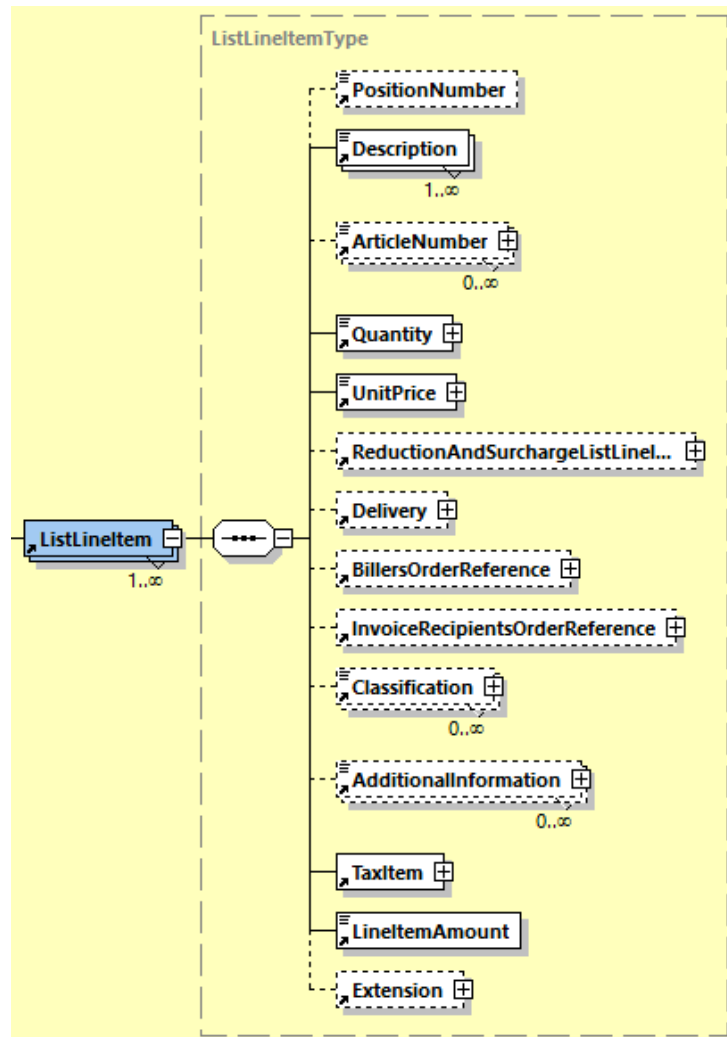 ListLineItemType
PositionNumber
Description
1..∞
ArticleNumber
0..∞
Quantity
UnitPrice
ReductionAndSurchargeListLineI...
Delivery
ListLineItem
1..∞
BillersOrderReference
InvoiceRecipientsOrderReference
Classification
0..∞
AdditionalInformation
0..∞
TaxItem
LineItemAmount
Extension